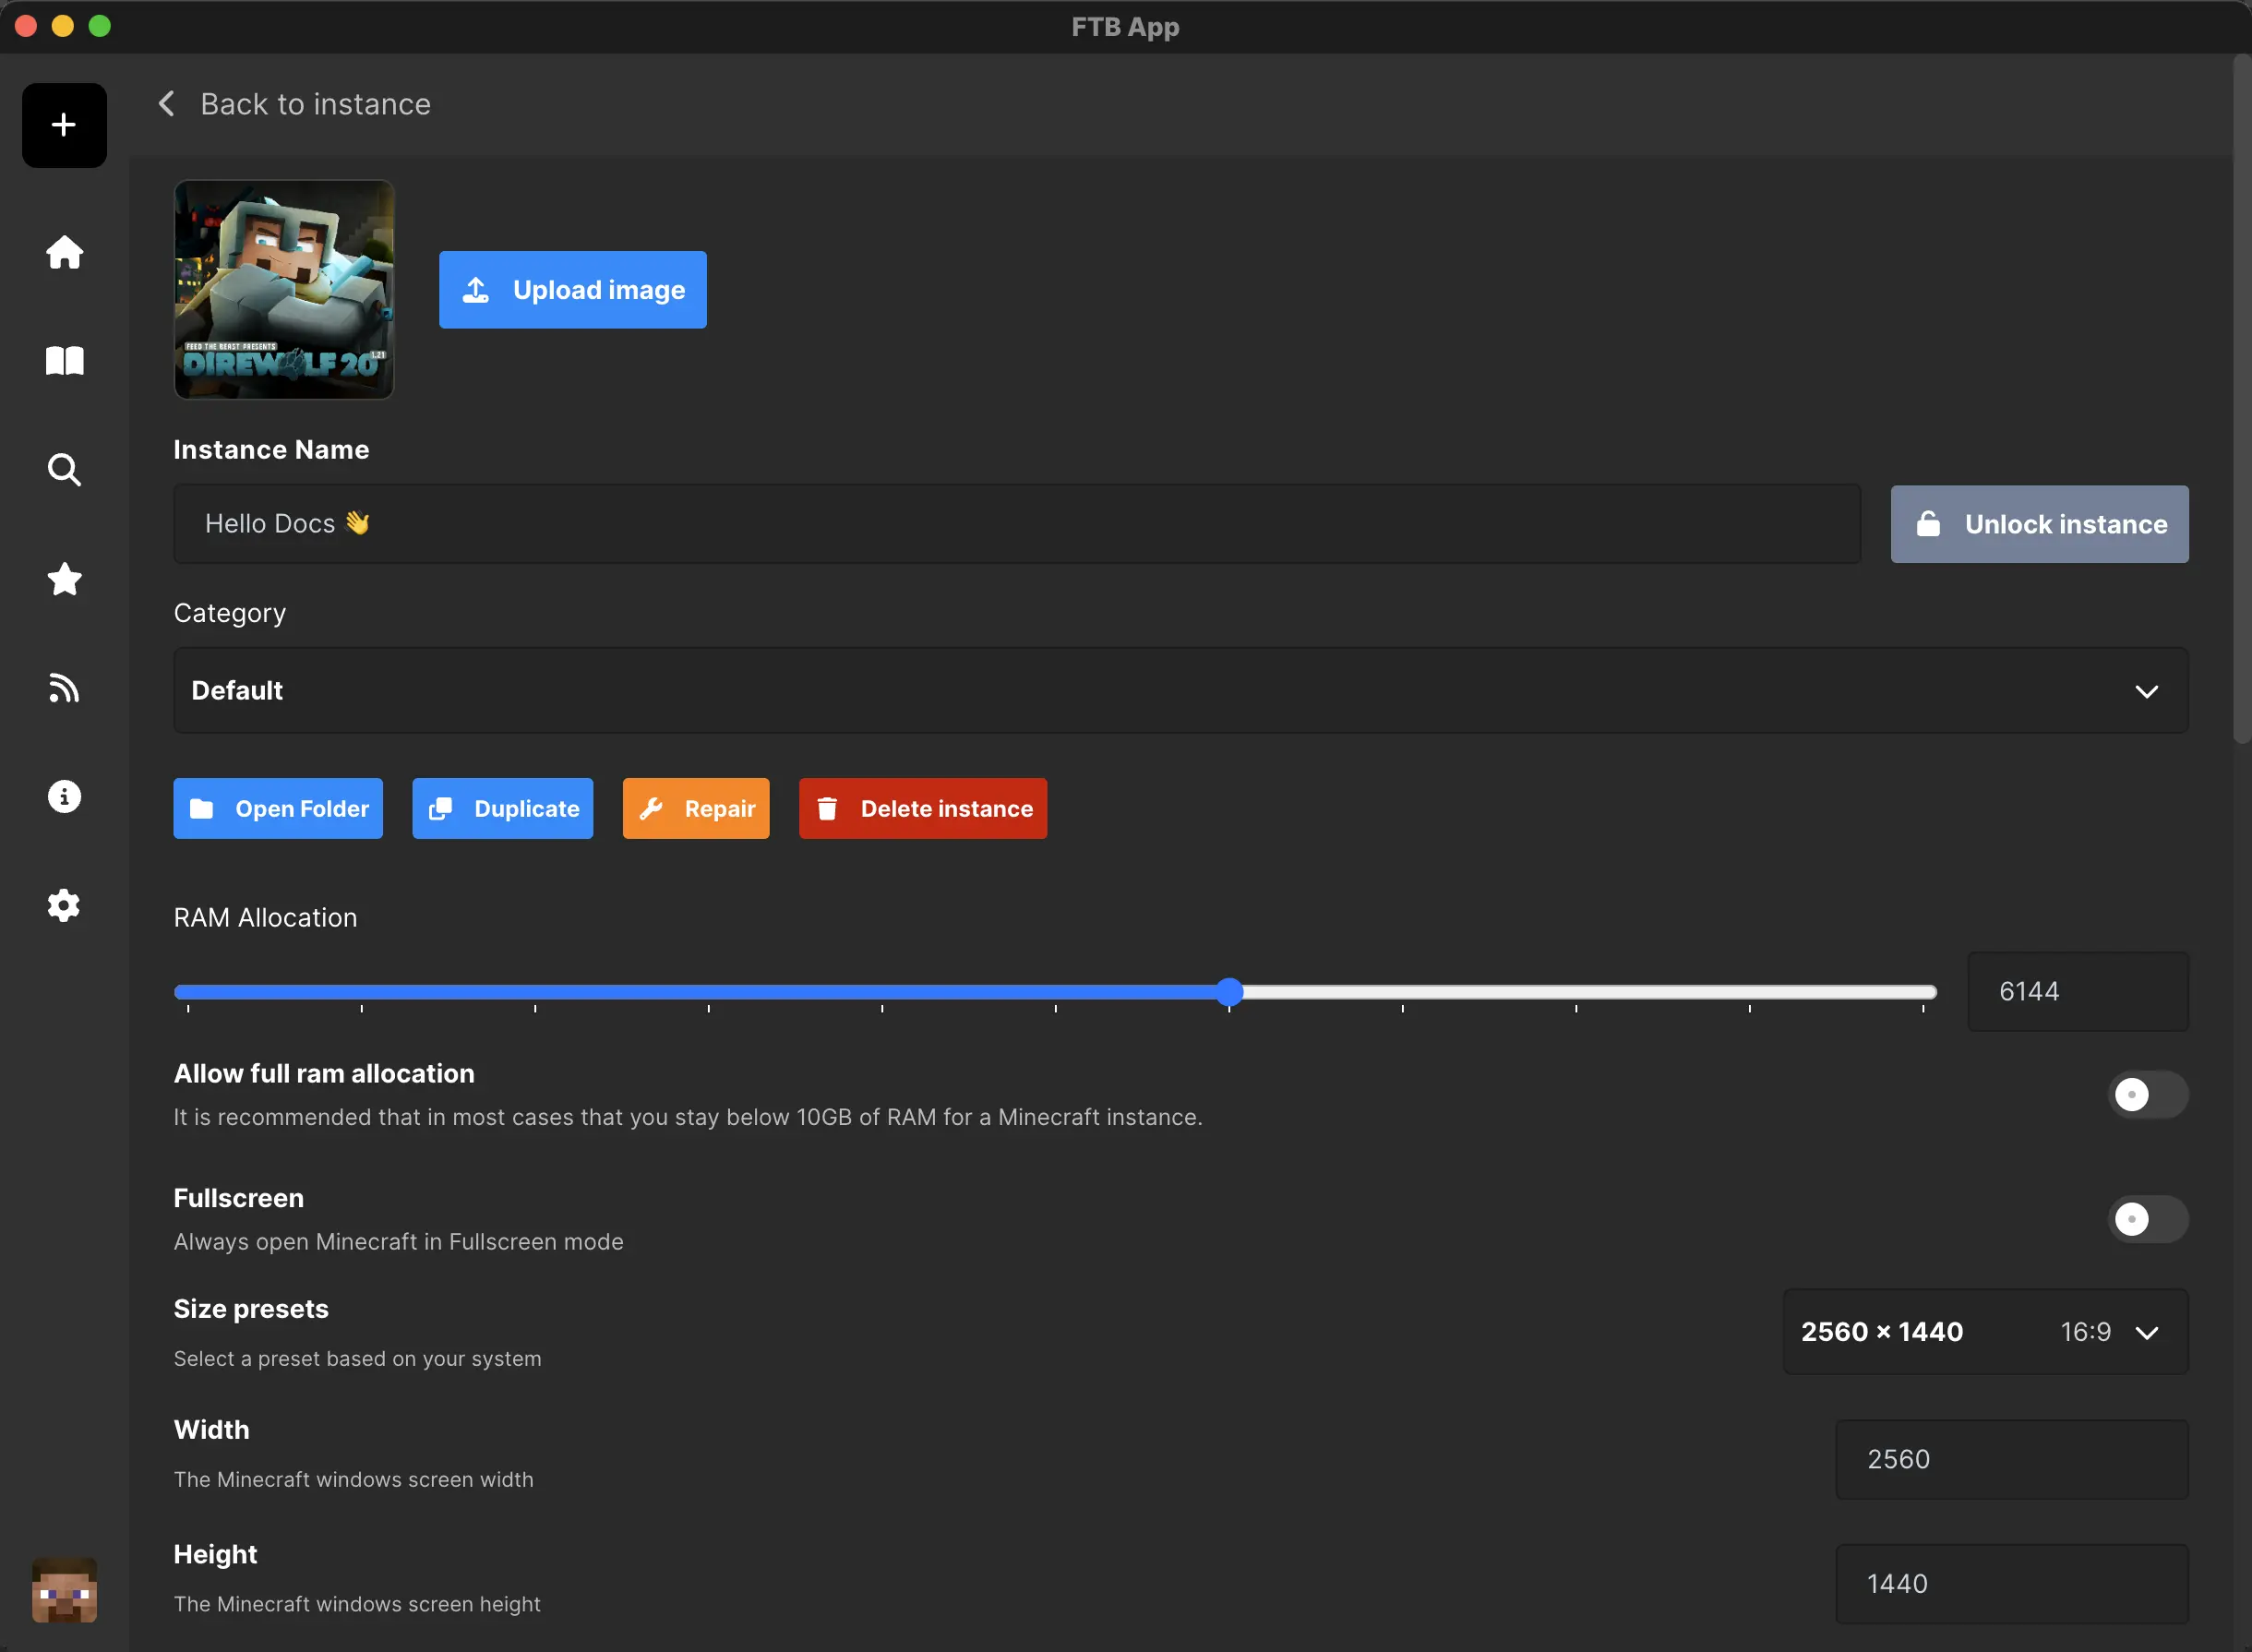 FTB App
Back to instance
FEED THE BEAST PRESENTS
DIREWOLF 20
1.21
Upload image
Instance Name
Hello Docs 👋
Unlock instance
Category
Default
Open Folder
Duplicate
Repair
Delete instance
RAM Allocation
6144
Allow full ram allocation
It is recommended that in most cases that you stay below 10GB of RAM for a Minecraft instance.
Fullscreen
Always open Minecraft in Fullscreen mode
Size presets
Select a preset based on your system
2560 × 1440 16:9
Width
The Minecraft windows screen width
2560
Height
The Minecraft windows screen height
1440